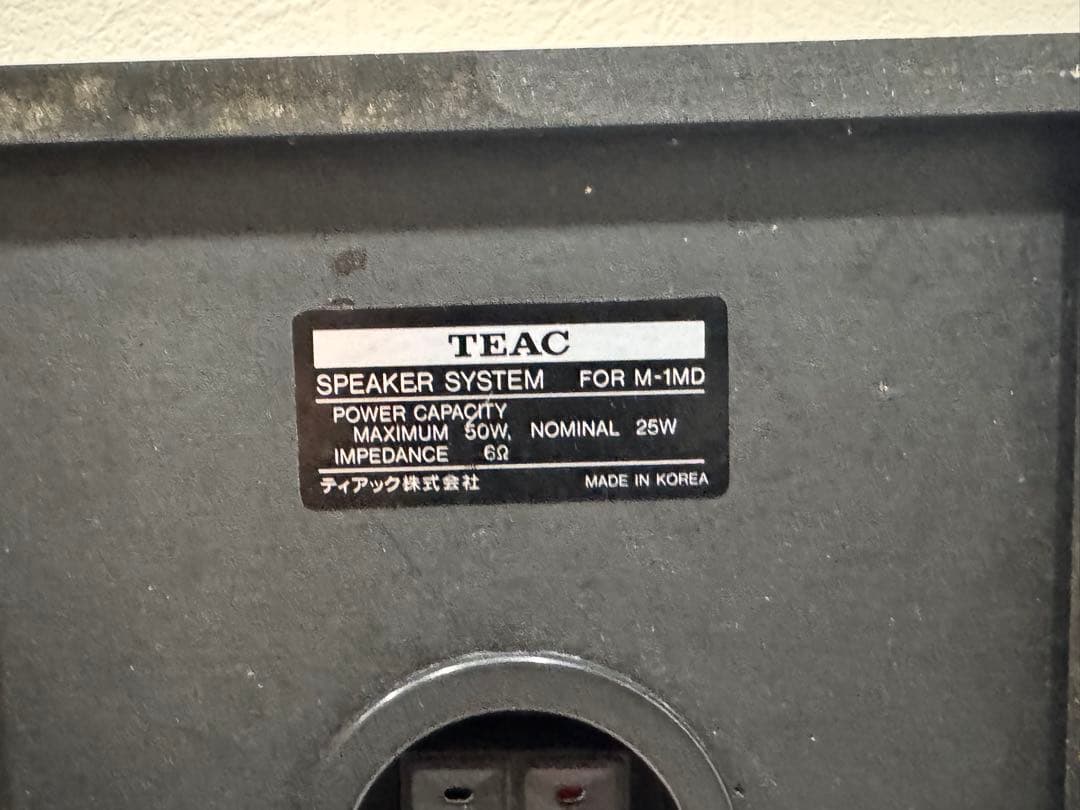 TEAC
SPEAKER SYSTEM FOR M-1MD
POWER CAPACITY
MAXIMUM 50W, NOMINAL 25W
IMPEDANCE 6Ω
ティアック株式会社 MADE IN KOREA